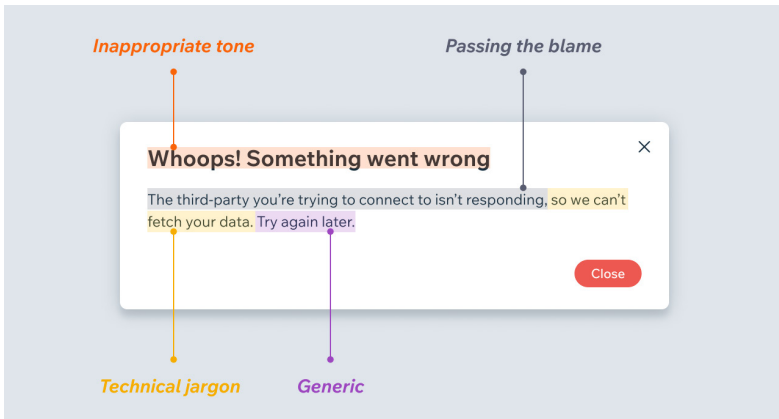 Inappropriate tone
Passing the blame
Whoops! Something went wrong
The third-party you’re trying to connect to isn’t responding, so we can’t
fetch your data. Try again later.
Close
Technical jargon
Generic